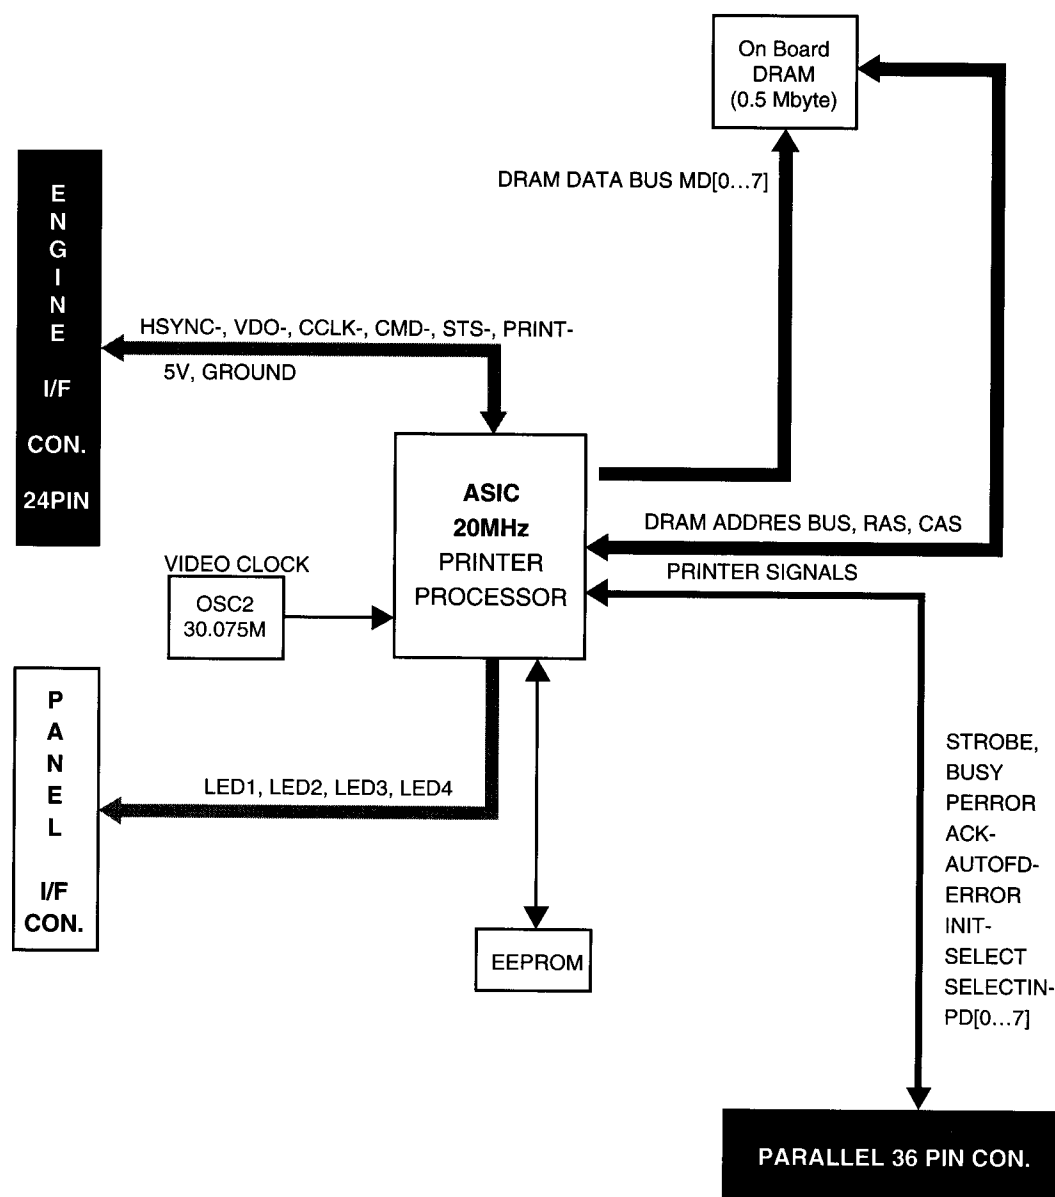 On Board
DRAM
(0.5 Mbyte)
DRAM DATA BUS MD[0...7]
E
N
G
I
N
E
I/F
CON.
24PIN
HSYNC-, VDO-, CCLK-, CMD-, STS-, PRINT-
5V, GROUND
ASIC
20MHz
PRINTER
PROCESSOR
DRAM ADDRES BUS, RAS, CAS
PRINTER SIGNALS
VIDEO CLOCK
OSC2
30.075M
P
A
N
E
L
I/F
CON.
LED1, LED2, LED3, LED4
EEPROM
STROBE,
BUSY
PERROR
ACK-
AUTOFD-
ERROR
INIT-
SELECT
SELECTIN-
PD[0...7]
PARALLEL 36 PIN CON.